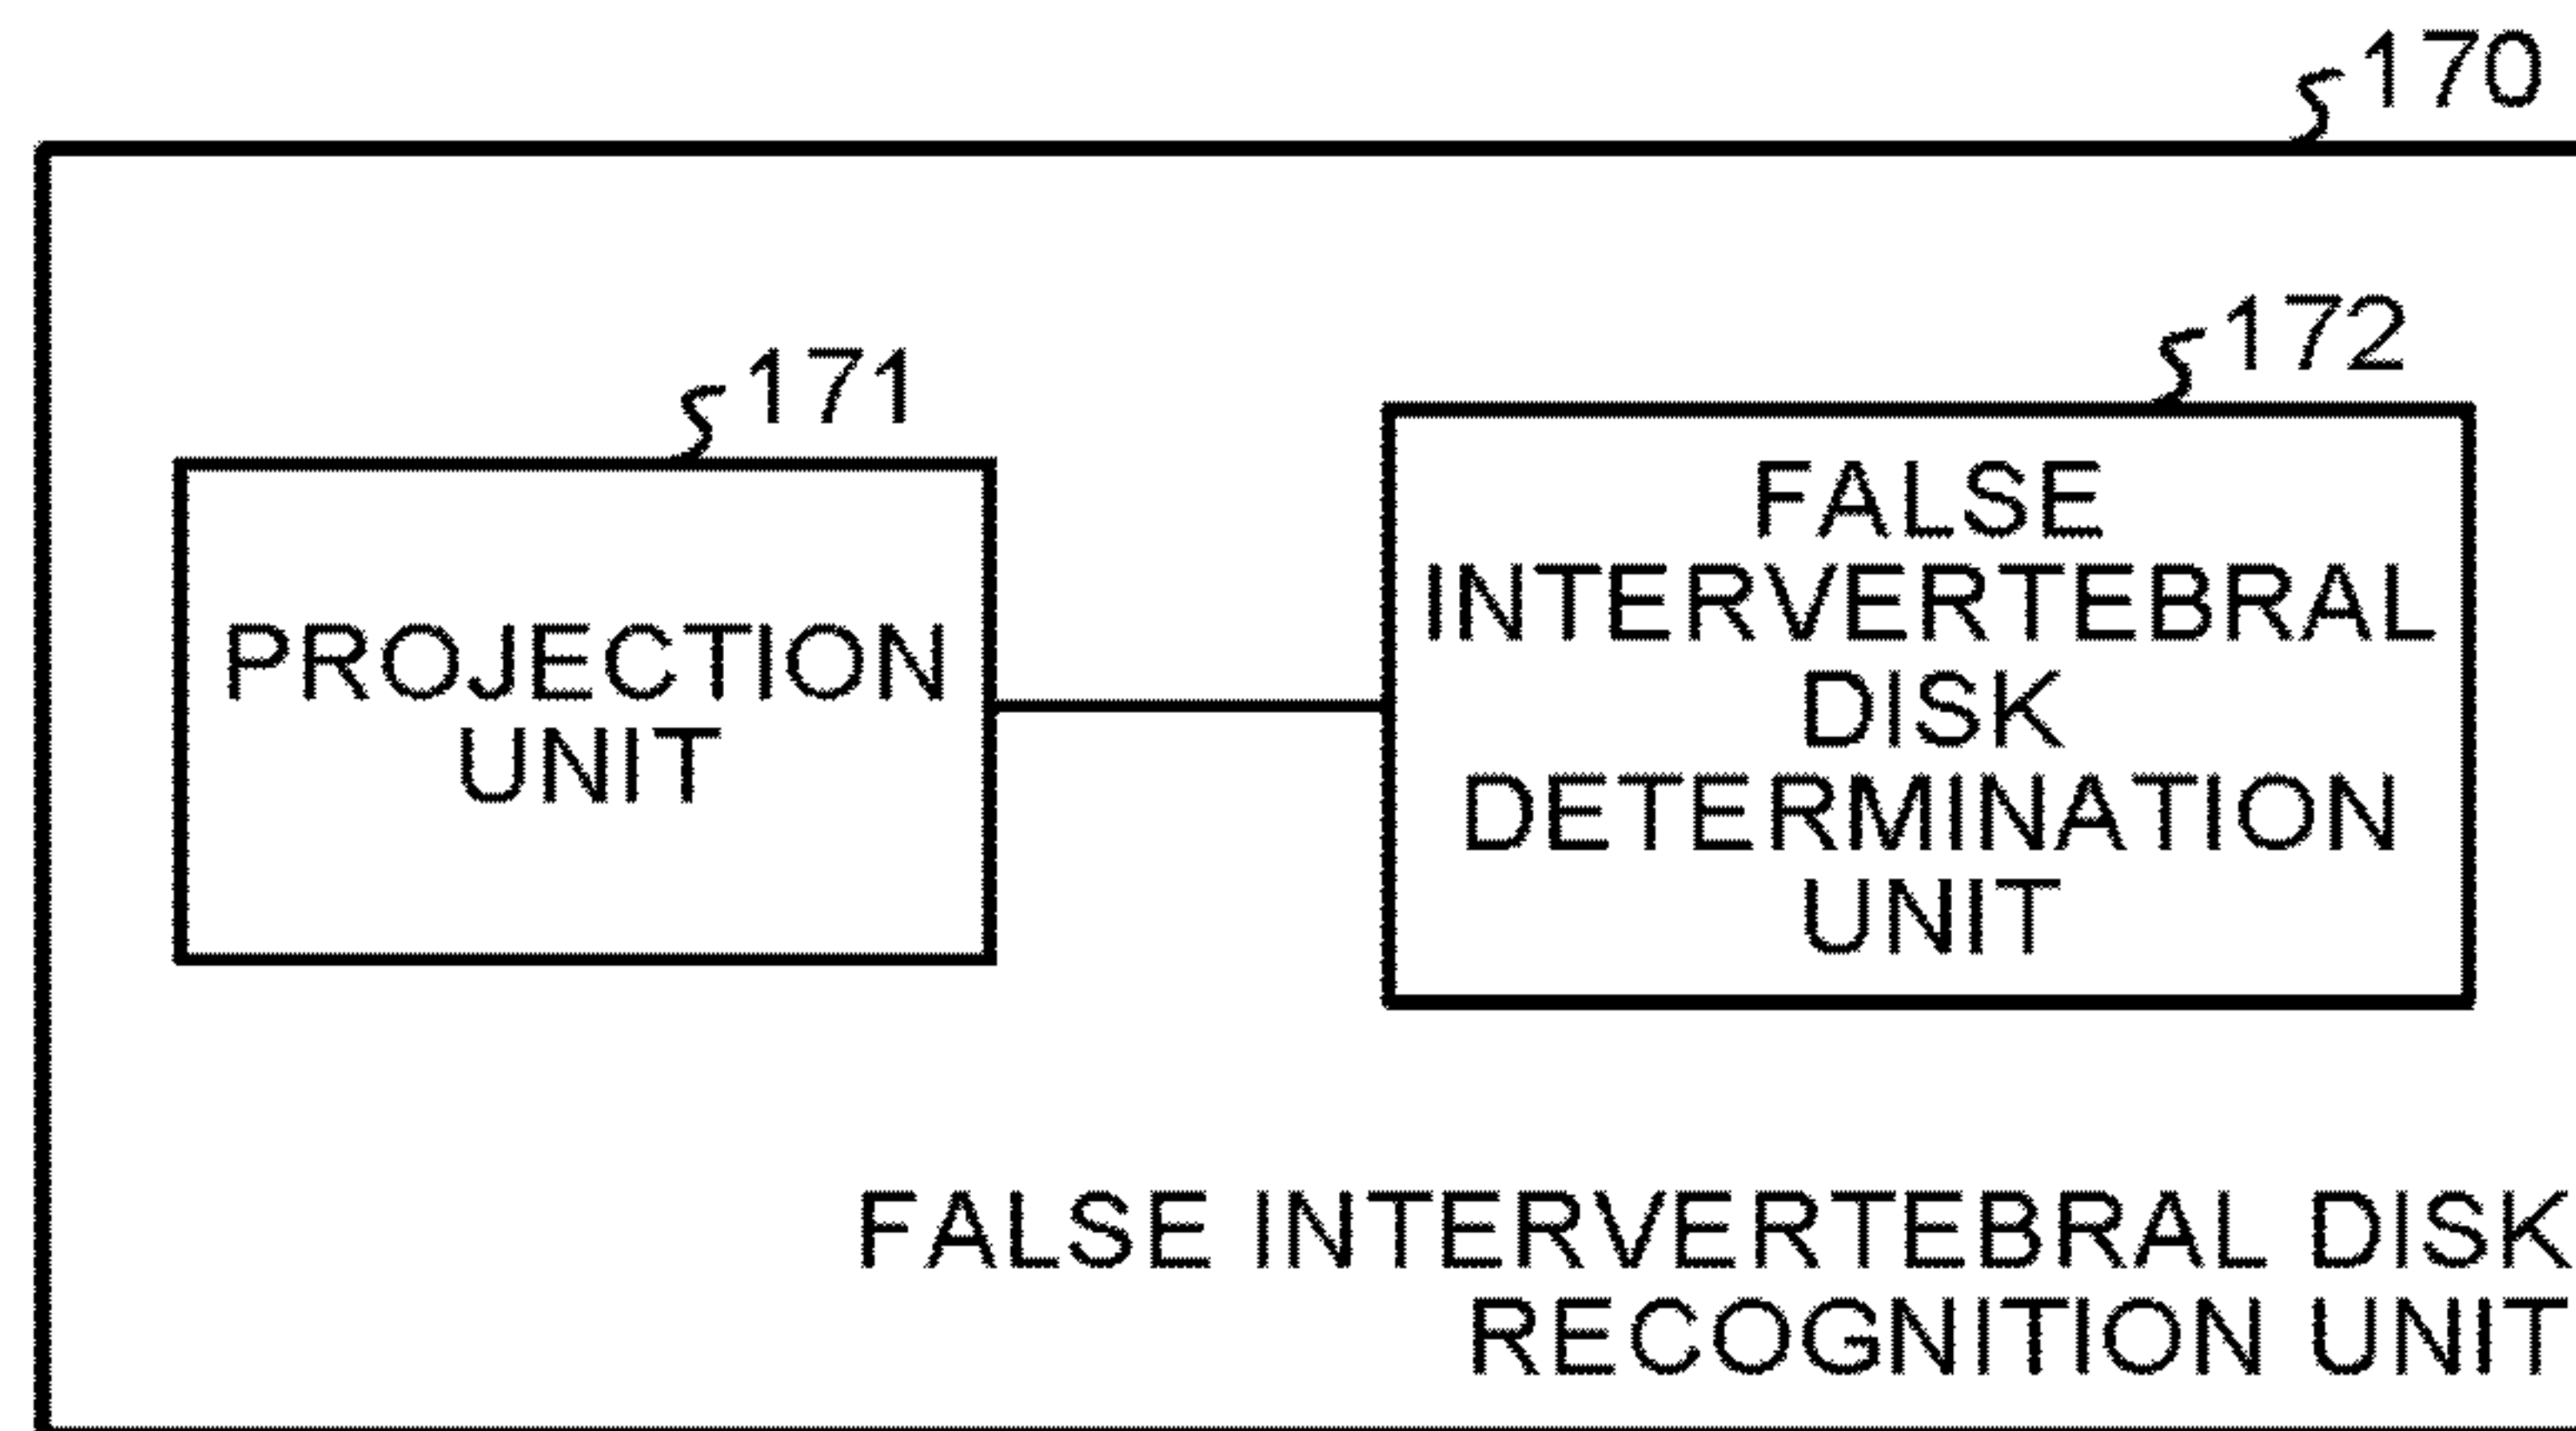 170
171
172
PROJECTION
UNIT
FALSE
INTERVERTEBRAL
DISK
DETERMINATION
UNIT
FALSE INTERVERTEBRAL DISK
RECOGNITION UNIT